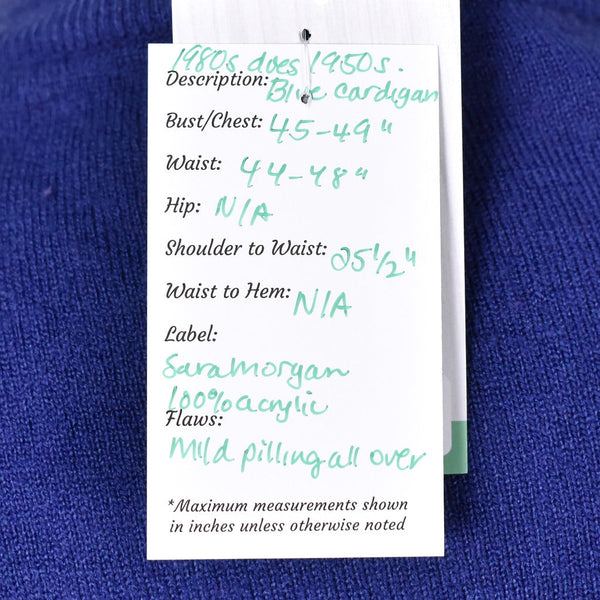 1980s does 1950s.
Description: Blue cardigan
Bust/Chest: 45-49"
Waist: 44-48"
Hip: N/A
Shoulder to Waist: 25 1/2"
Waist to Hem: N/A
Label:
Sara Morgan
100% acrylic
Flaws:
Mild pilling all over
*Maximum measurements shown
in inches unless otherwise noted